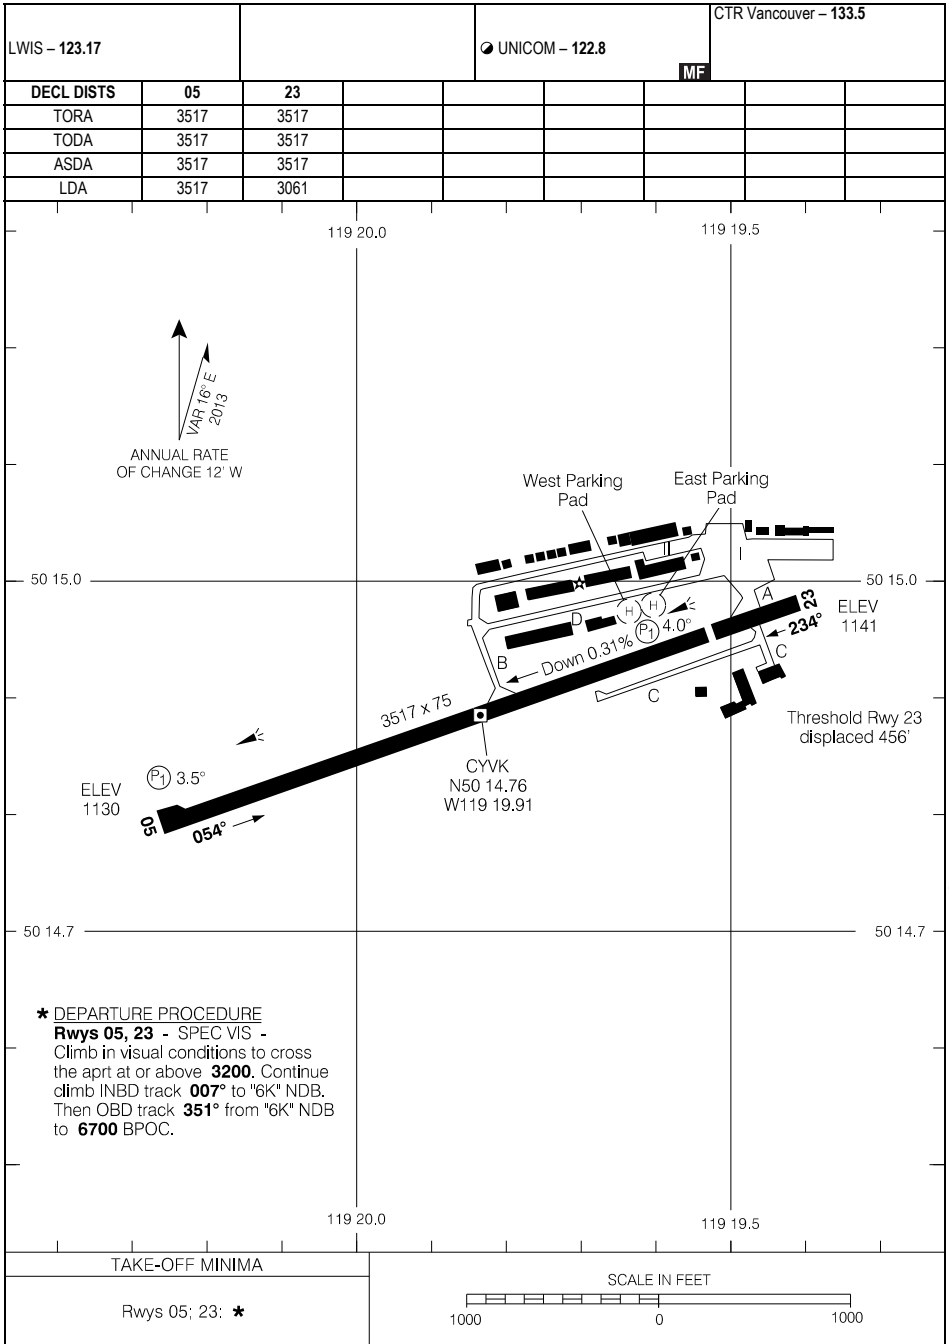 CTR Vancouver – 133.5
LWIS – 123.17
UNICOM – 122.8
MF
DECL DISTS 05 23
TORA 3517 3517
TODA 3517 3517
ASDA 3517 3517
LDA 3517 3061
119 20.0 119 19.5
VAR 16° E
2013
ANNUAL RATE
OF CHANGE 12' W
West Parking
Pad
East Parking
Pad
I
50 15.0 50 15.0
A
23
ELEV
1141
H H
D
P1 4.0°
234°
Down 0.31%
B
C
C
3517 x 75
Threshold Rwy 23
displaced 456'
CYVK
N50 14.76
W119 19.91
P1 3.5°
ELEV
1130
05
054°
50 14.7 50 14.7
* DEPARTURE PROCEDURE
Rwys 05, 23 - SPEC VIS -
Climb in visual conditions to cross
the aprt at or above 3200. Continue
climb INBD track 007° to "6K" NDB.
Then OBD track 351° from "6K" NDB
to 6700 BPOC.
119 20.0 119 19.5
TAKE-OFF MINIMA
Rwys 05; 23: *
SCALE IN FEET
1000 0 1000